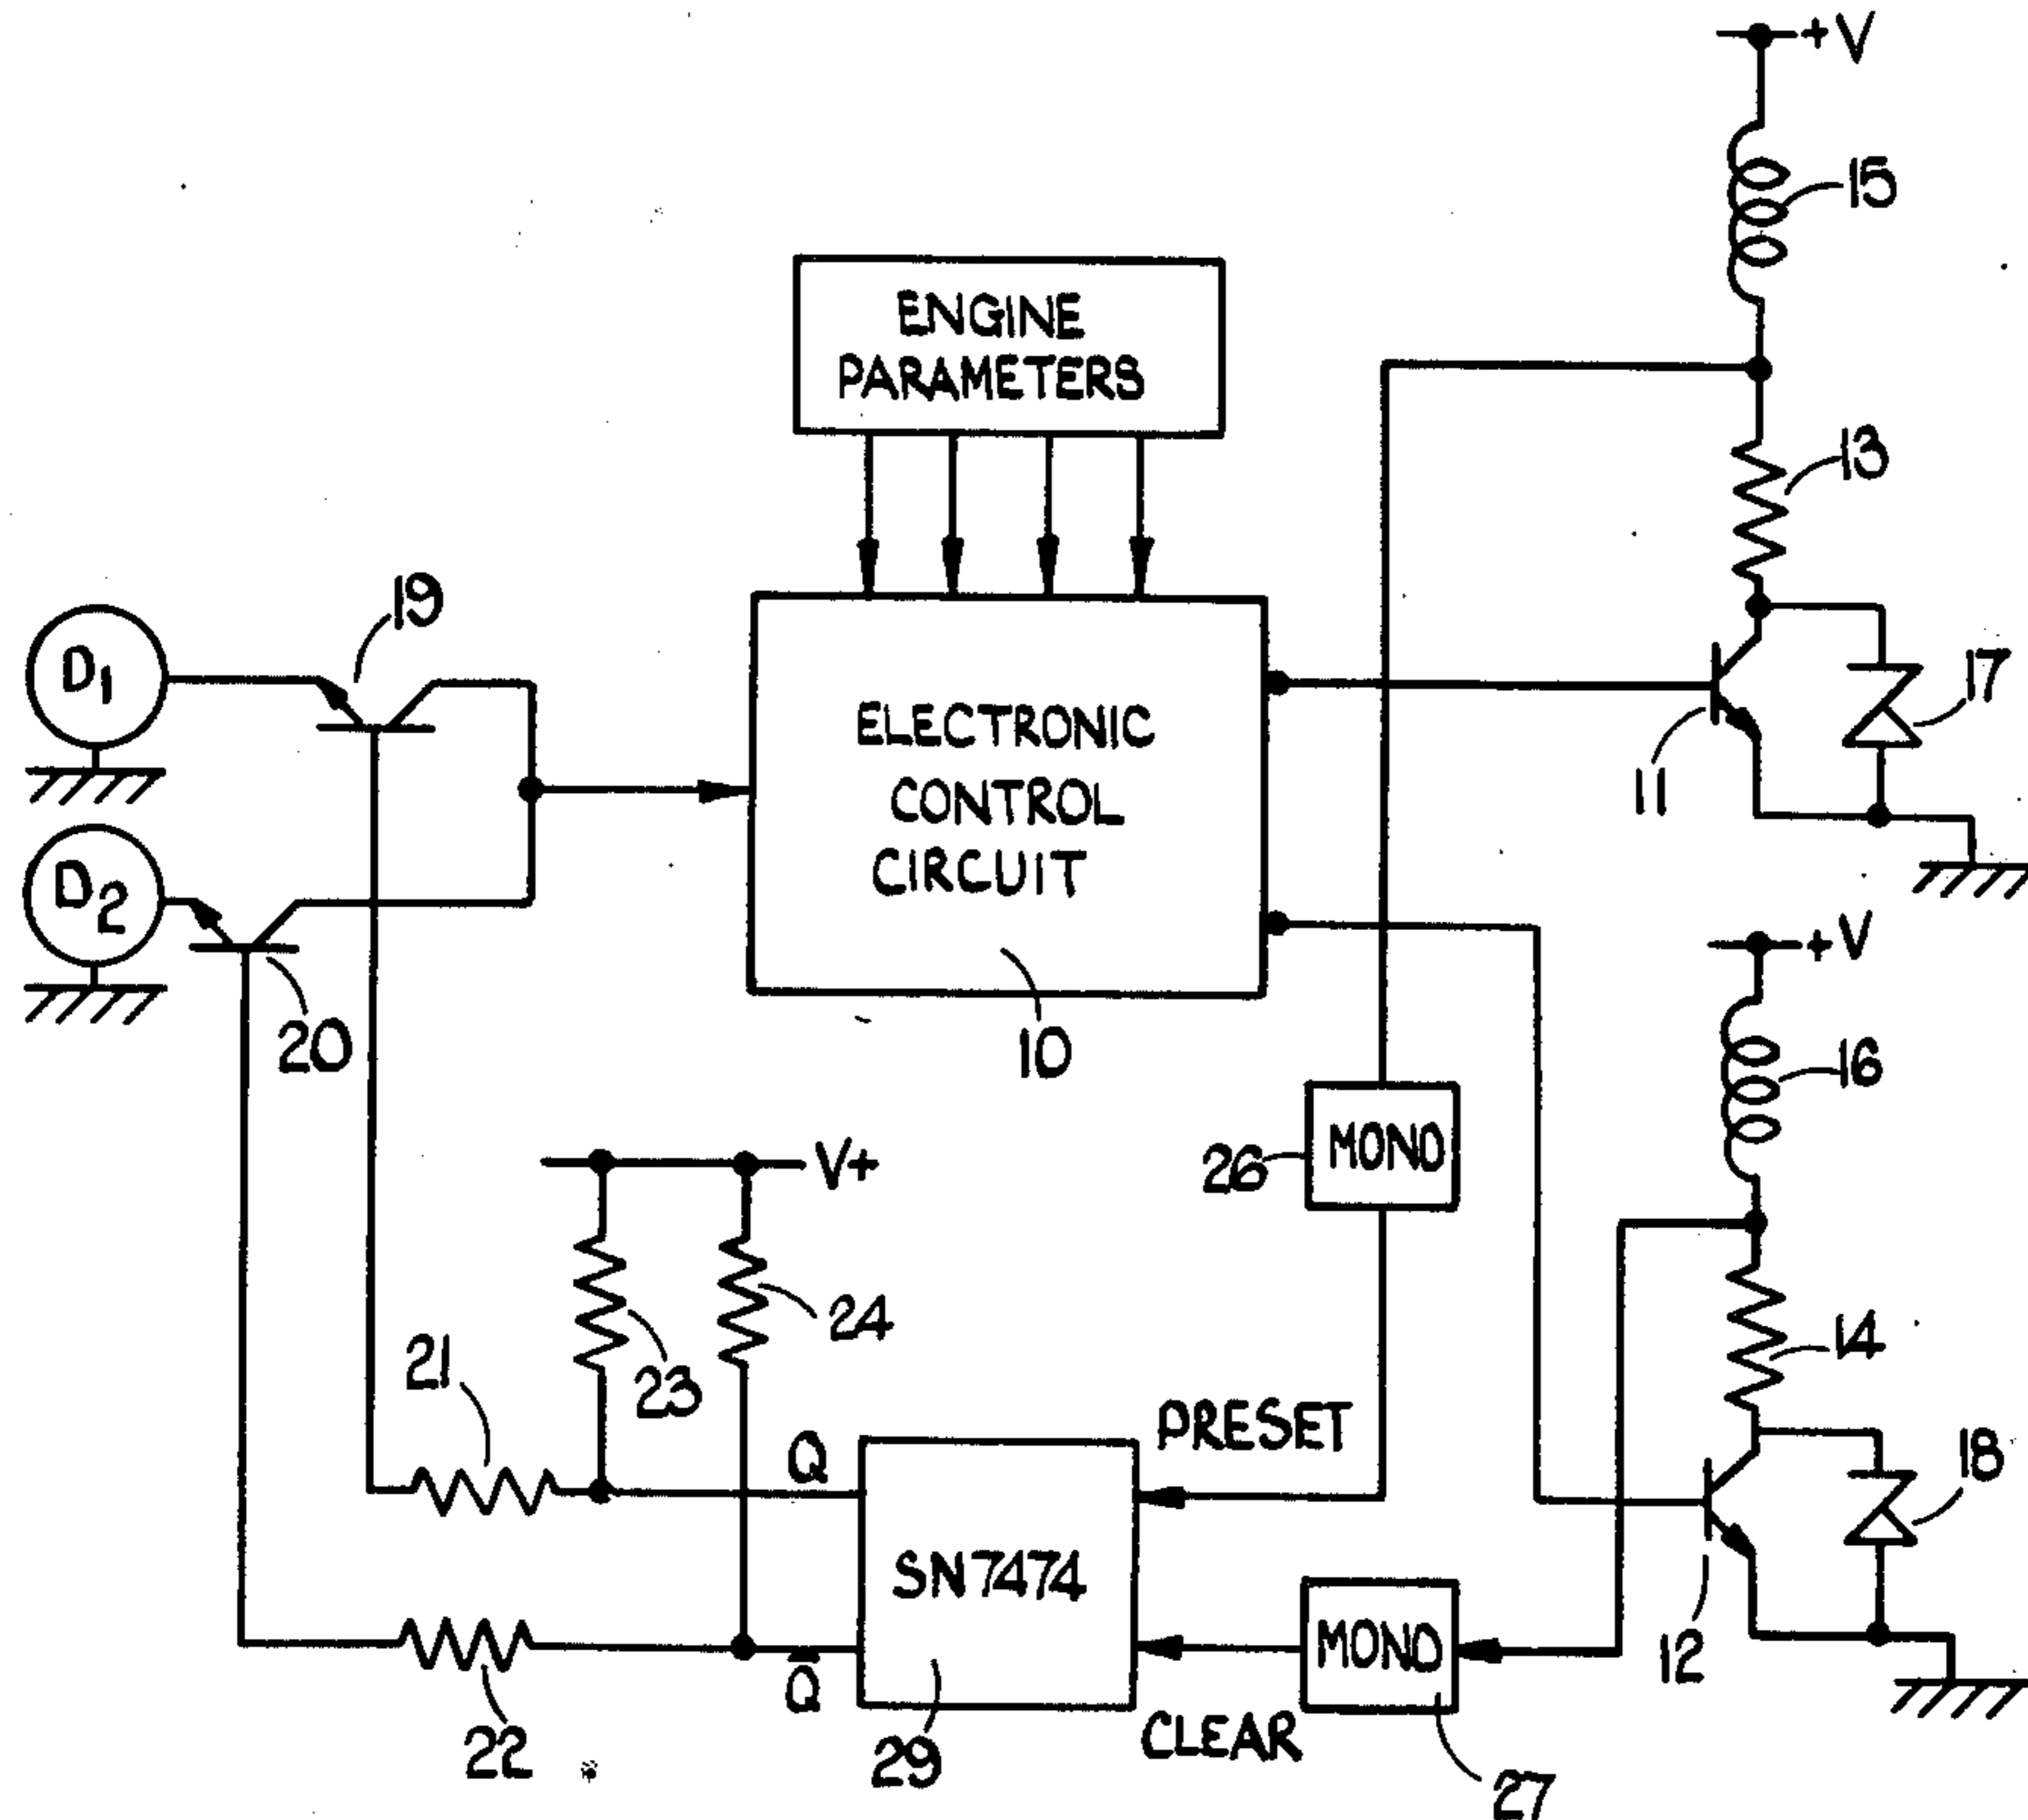 +V
15
ENGINE
PARAMETERS
13
19
D1
17
ELECTRONIC
CONTROL
CIRCUIT
11
D2
+V
20
10
16
MONO
26
V+
24
23
21
14
PRESET
Q
18
SN7474
MONO
12
Q̅
22
29
CLEAR
27